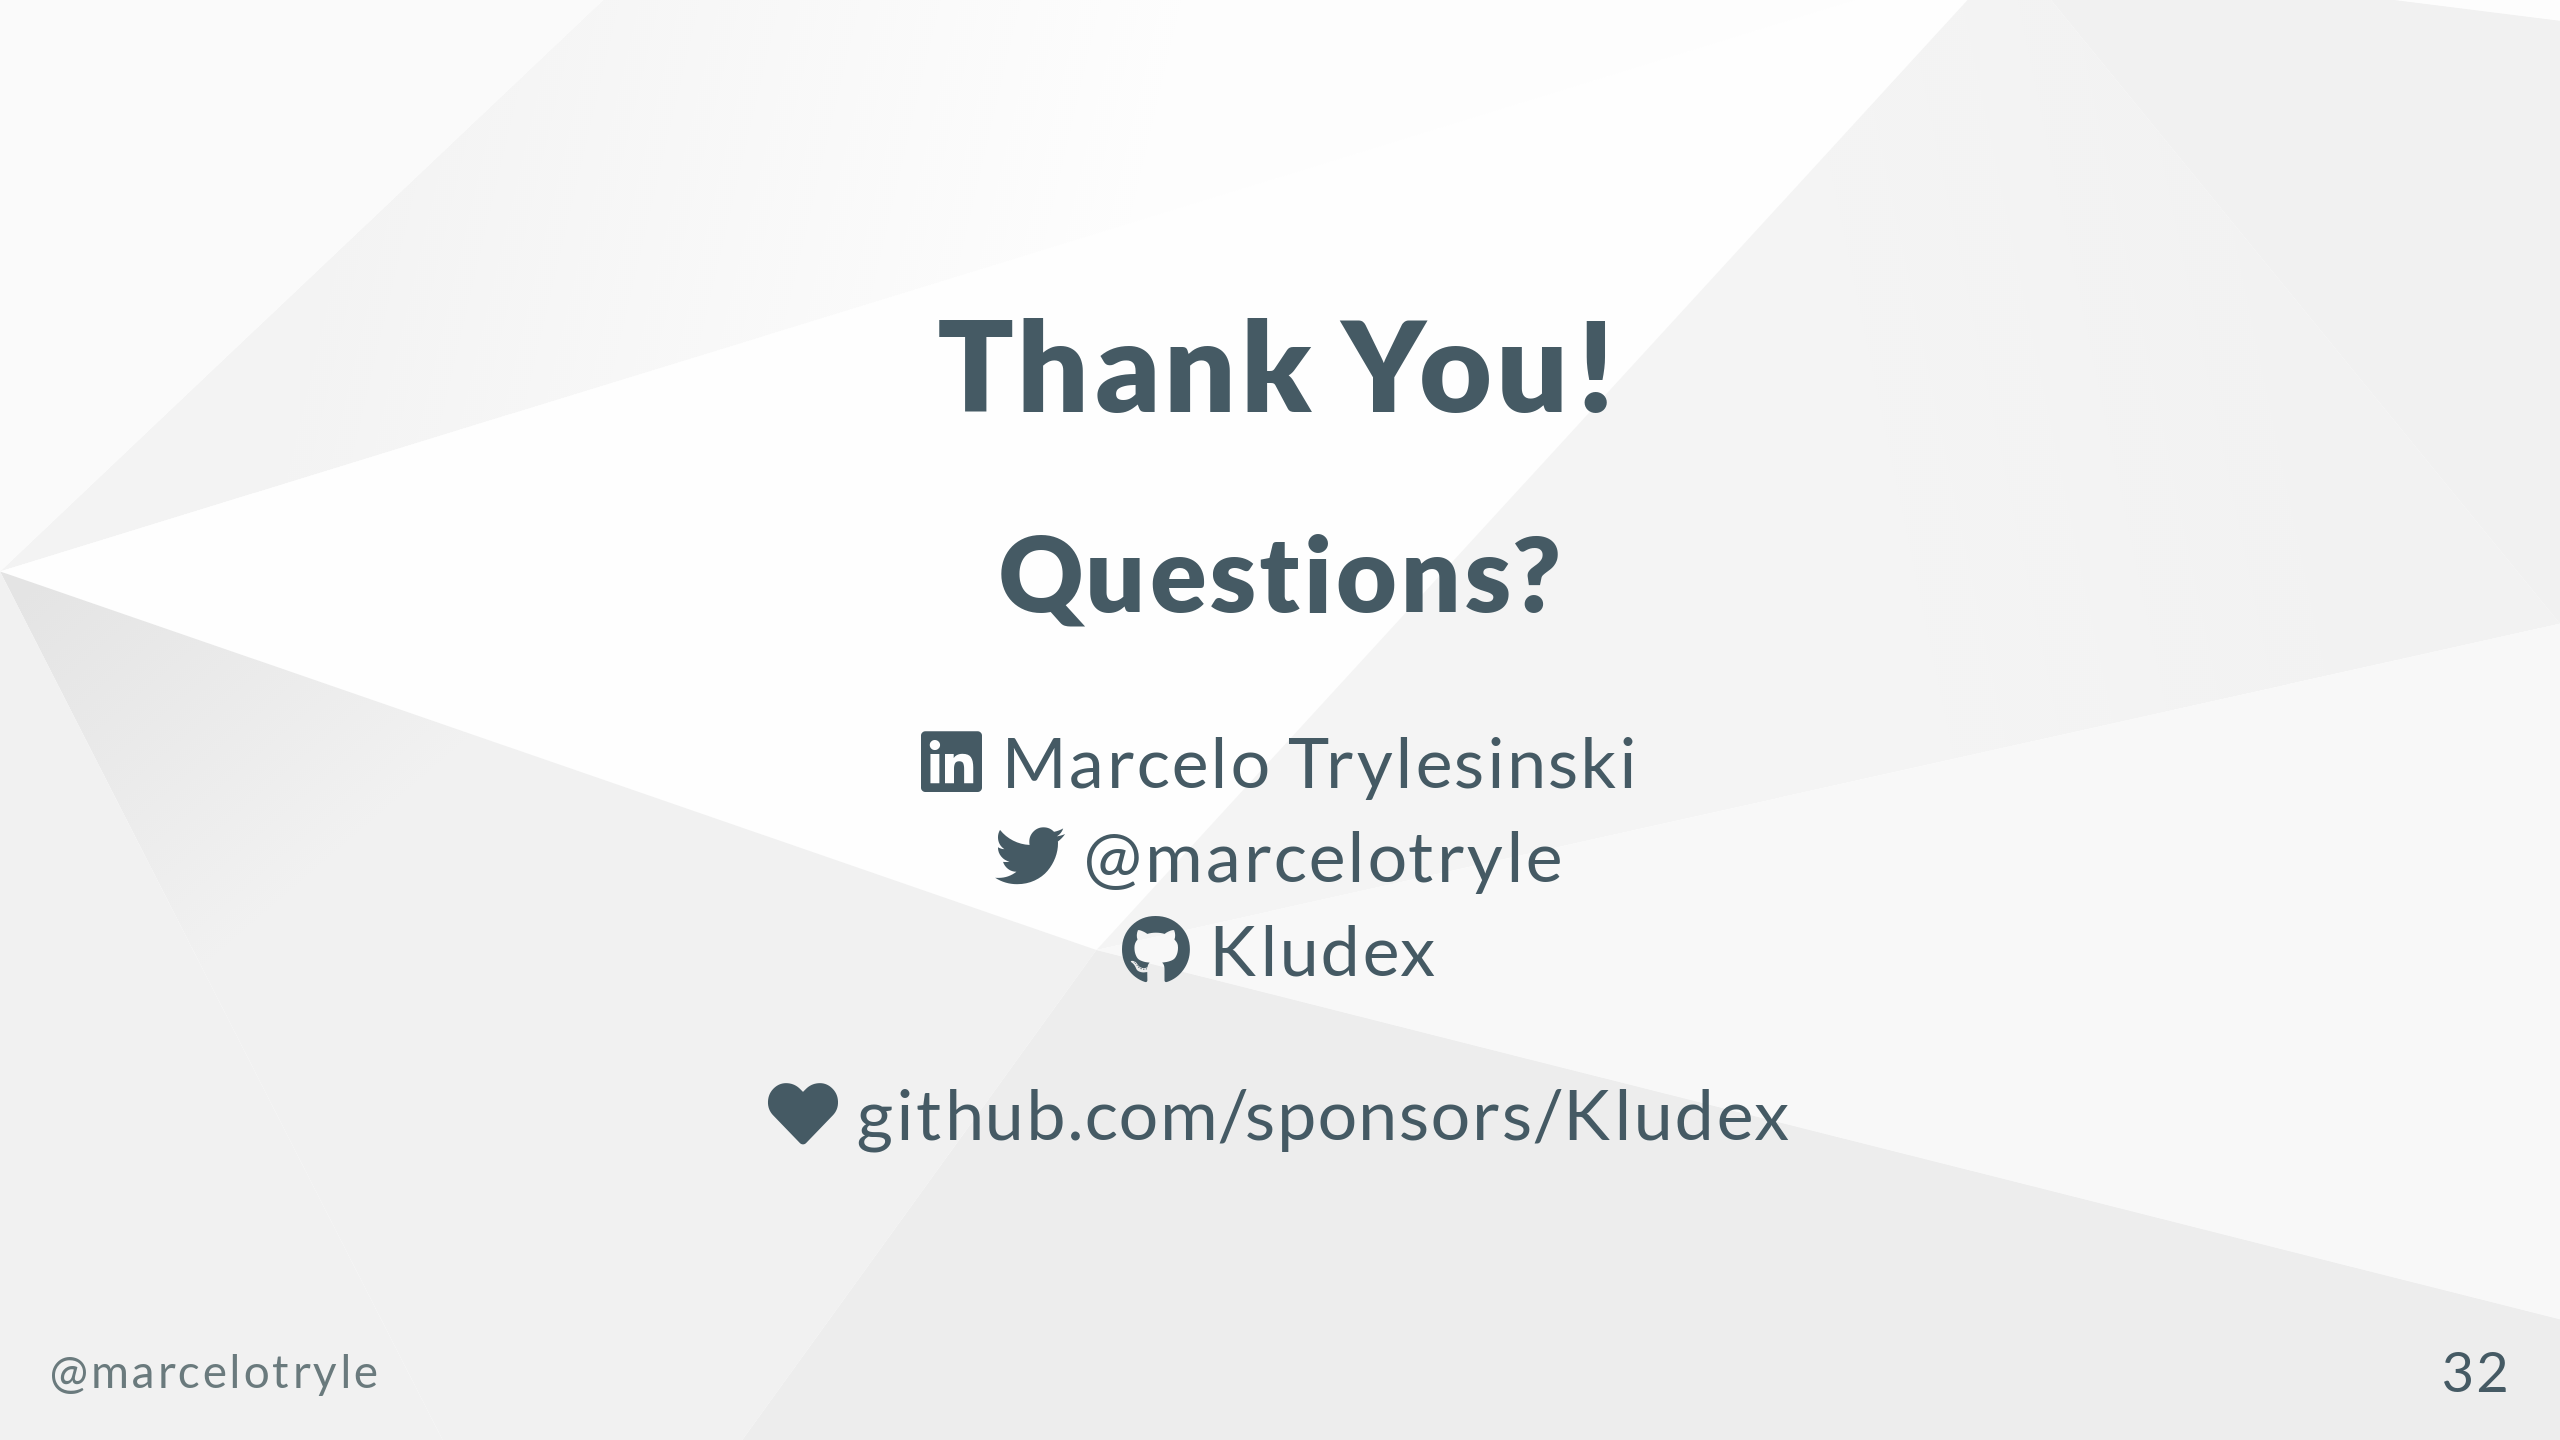 Thank You!
Questions?
Marcelo Trylesinski
@marcelotryle
Kludex
github.com/sponsors/Kludex
@marcelotryle
32